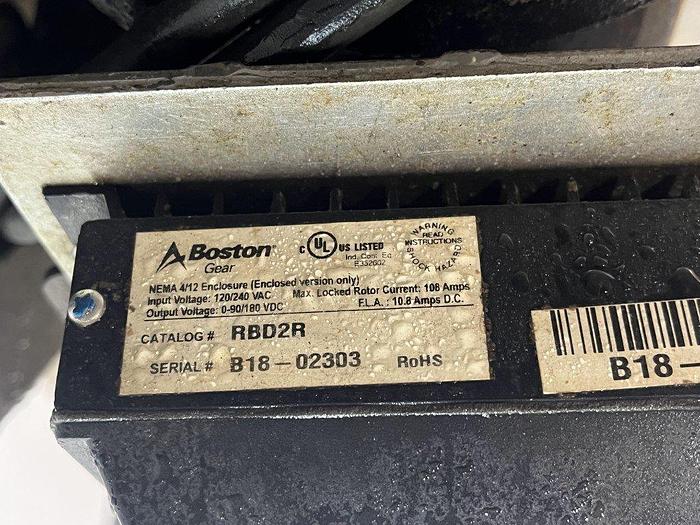 Boston
Gear
C UL US LISTED
Ind. Cont. Eq
E332002
WARNING
READ
INSTRUCTIONS
SHOCK HAZARD
NEMA 4/12 Enclosure (Enclosed version only)
Input Voltage: 120/240 VAC Max. Locked Rotor Current: 108 Amps
Output Voltage: 0-90/180 VDC F.L.A. : 10.8 Amps D.C.
CATALOG # RBD2R
SERIAL # B18-02303 RoHS
B18-